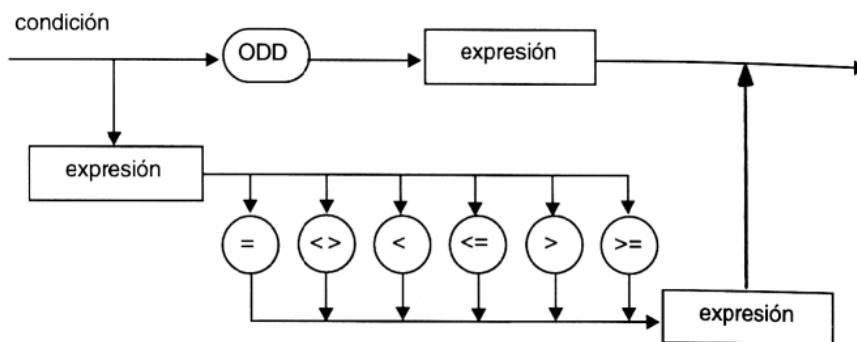 condición
ODD
expresión
expresión
= <> < <= > >=
expresión